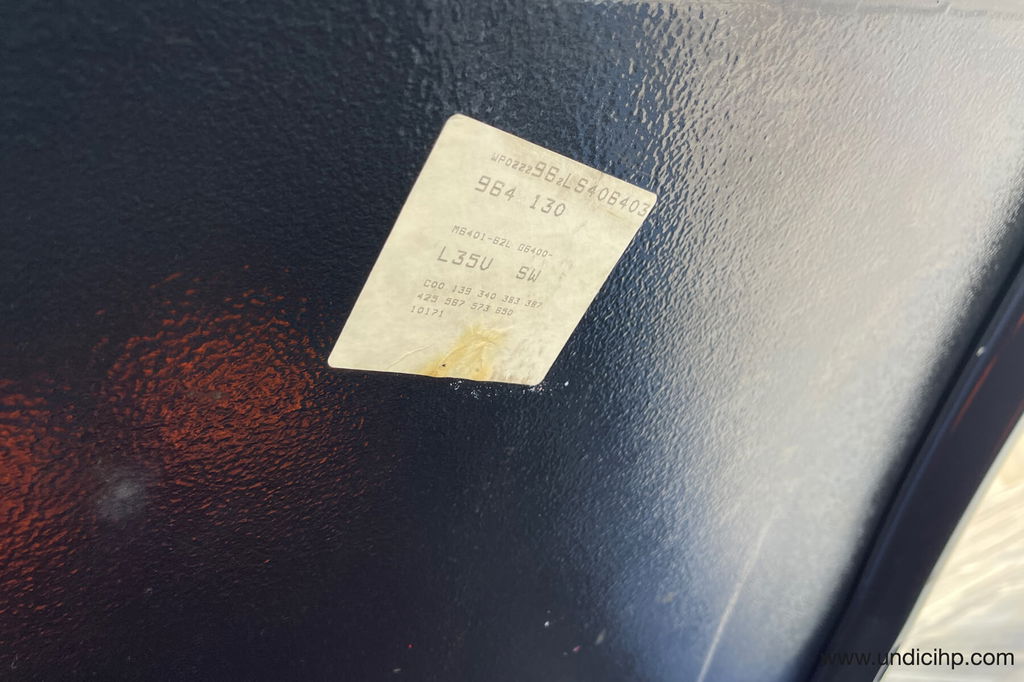 WP0ZZZ96ZLS406403
964 130
M6401-62L G6400-
L35V SW
C00 139 340 383 387
425 567 573 650
10171
www.undicihp.com